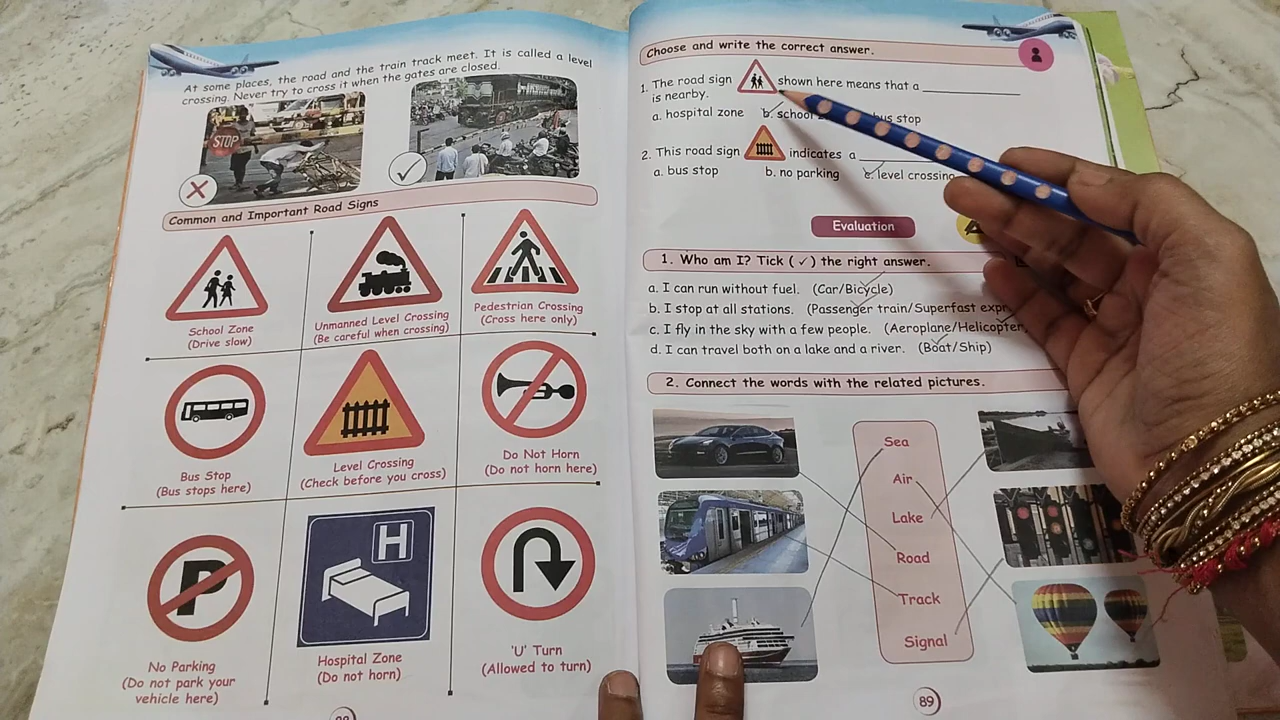 At some places, the road and the train track meet. It is called a level
crossing. Never try to cross it when the gates are closed.
STOP
Common and Important Road Signs
School Zone
(Drive slow)
Unmanned Level Crossing
(Be careful when crossing)
Pedestrian Crossing
(Cross here only)
Bus Stop
(Bus stops here)
Level Crossing
(Check before you cross)
Do Not Horn
(Do not horn here)
P
H
No Parking
(Do not park your
vehicle here)
Hospital Zone
(Do not horn)
'U' Turn
(Allowed to turn)
Choose and write the correct answer.
1. The road sign shown here means that a
is nearby.
a. hospital zone b. school bus stop
2. This road sign indicates a
a. bus stop b. no parking c. level crossing
Evaluation
1. Who am I? Tick (✓) the right answer.
a. I can run without fuel. (Car/Bicycle)
b. I stop at all stations. (Passenger train/Superfast
c. I fly in the sky with a few people. (Aeroplane/Helicopter
d. I can travel both on a lake and a river. (Boat/Ship)
2. Connect the words with the related pictures.
Sea
Air
Lake
Road
Track
Signal
89